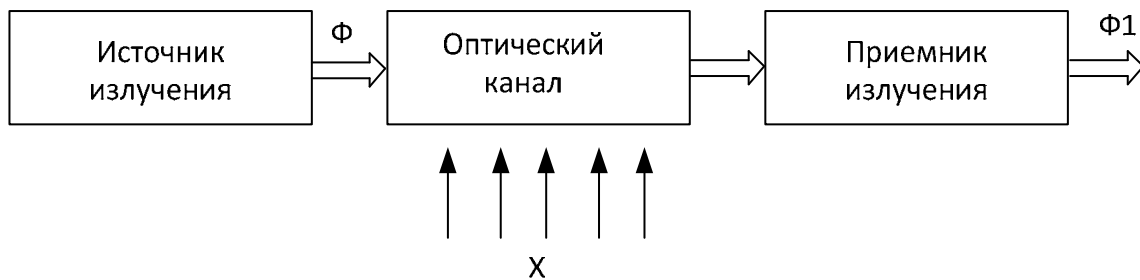 Источник
излучения
Ф
Оптический
канал
Приемник
излучения
Ф1
X